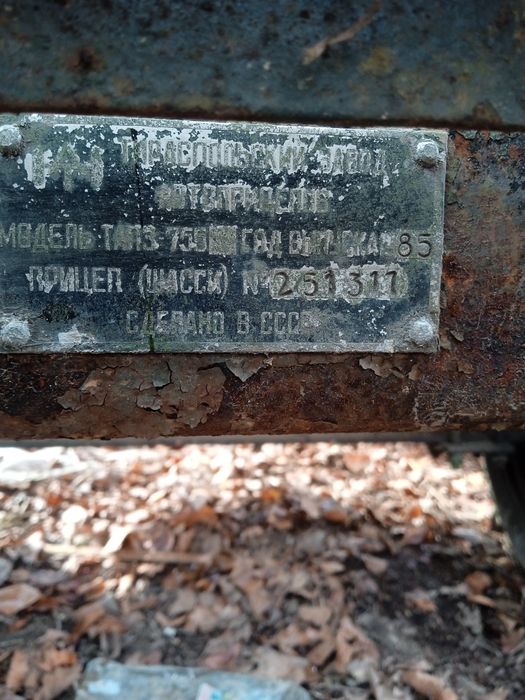 ТИРАСПОЛЬСКИЙ ЗАВОД
АВТОПРИЦЕПОВ
МОДЕЛЬ ТАПЗ 755 ГОД ВЫПУСКА 85
ПРИЦЕП (ШАССИ) № 251311
СДЕЛАНО В СССР